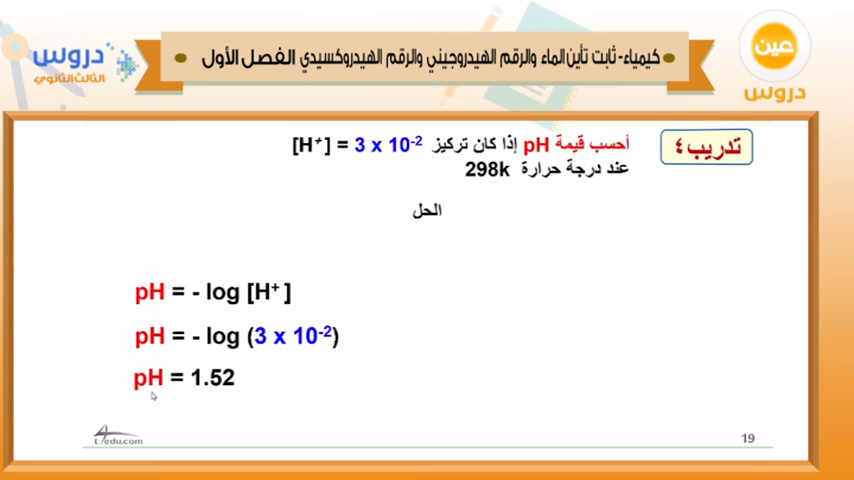 كيمياء- ثابت تأين الماء والرقم الهيدروجيني والرقم الهيدروكسيدي الفصل الأول
دروس
الثالث الثانوي
عين
دروس
تدريب ٤
أحسب قيمة pH إذا كان تركيز [H⁺] = 3 x 10⁻²
عند درجة حرارة 298k
الحل
pH = - log [H⁺ ]
pH = - log (3 x 10⁻²)
pH = 1.52
t4edu.com
19